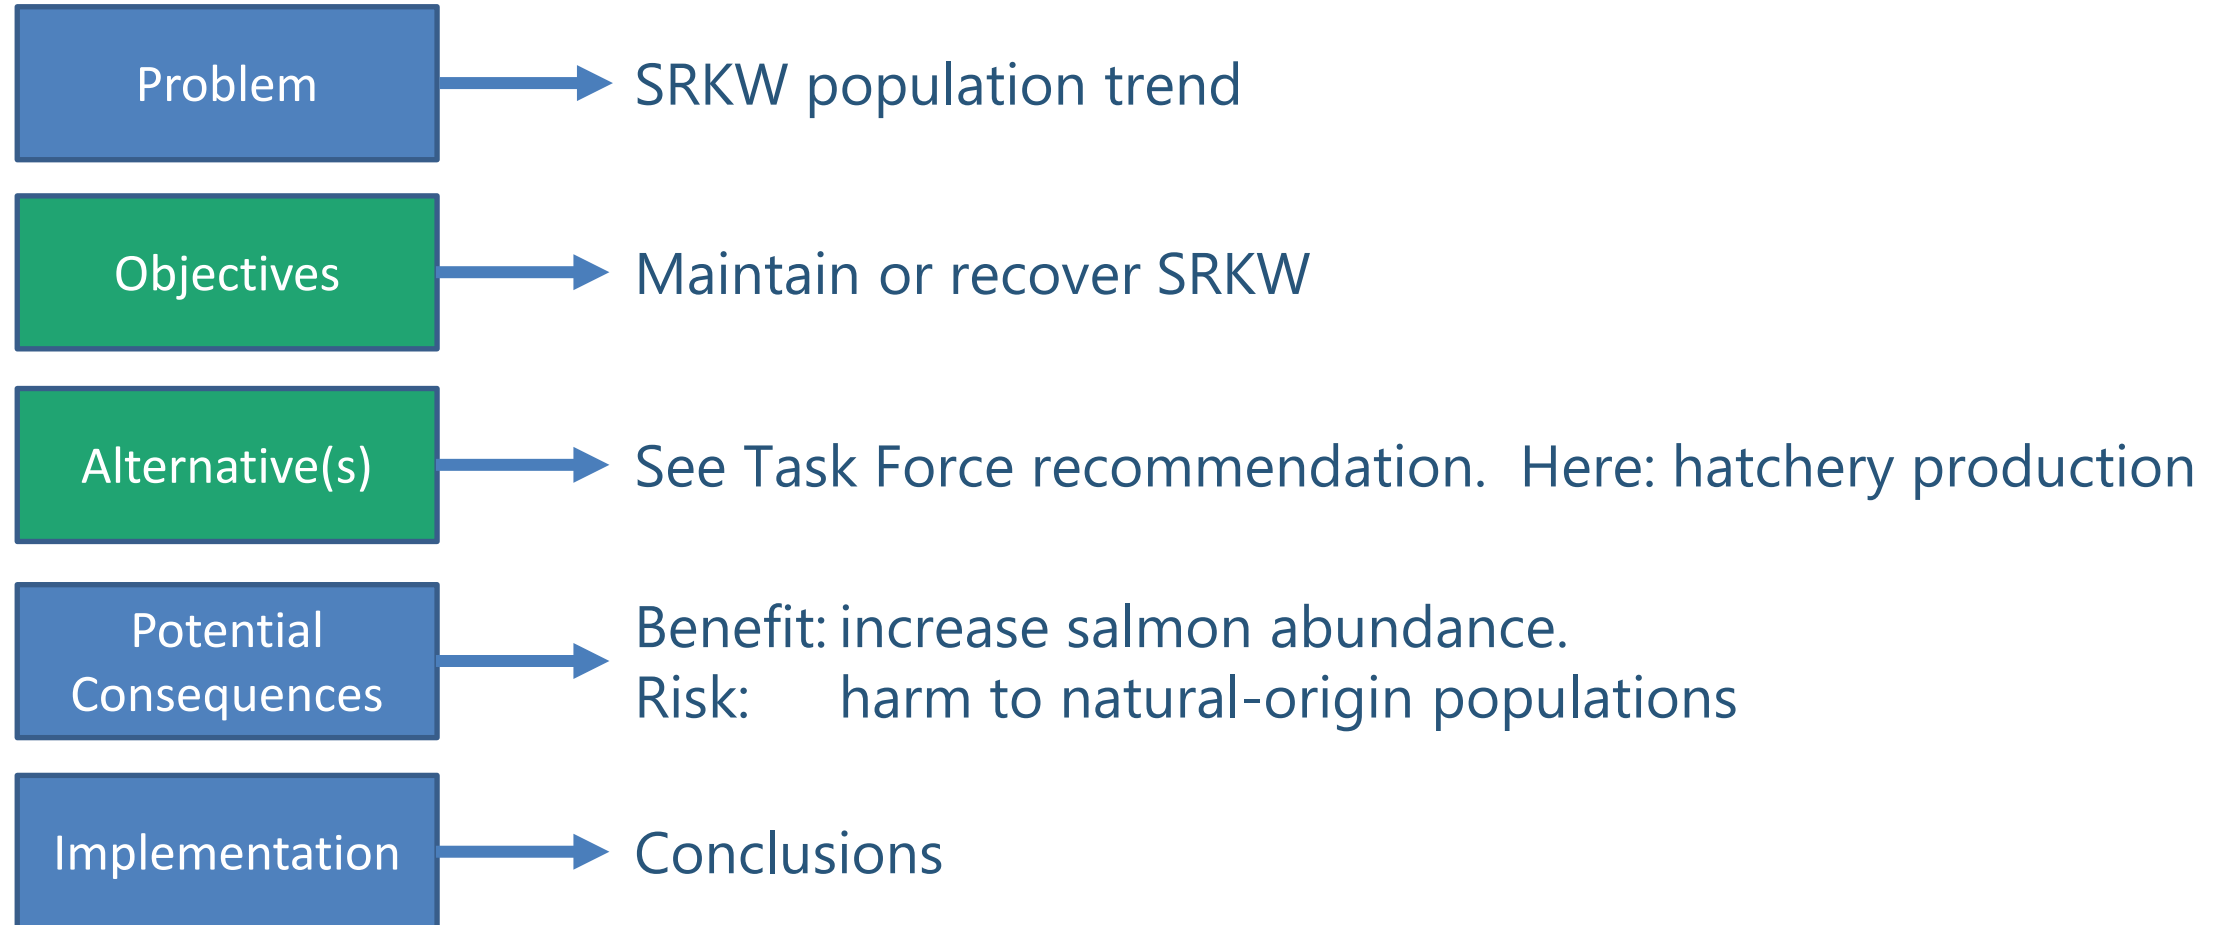 Problem
SRKW population trend
Objectives
Maintain or recover SRKW
Alternative(s)
See Task Force recommendation.  Here: hatchery production
Potential
Consequences
Benefit: increase salmon abundance.
Risk: harm to natural-origin populations
Implementation
Conclusions